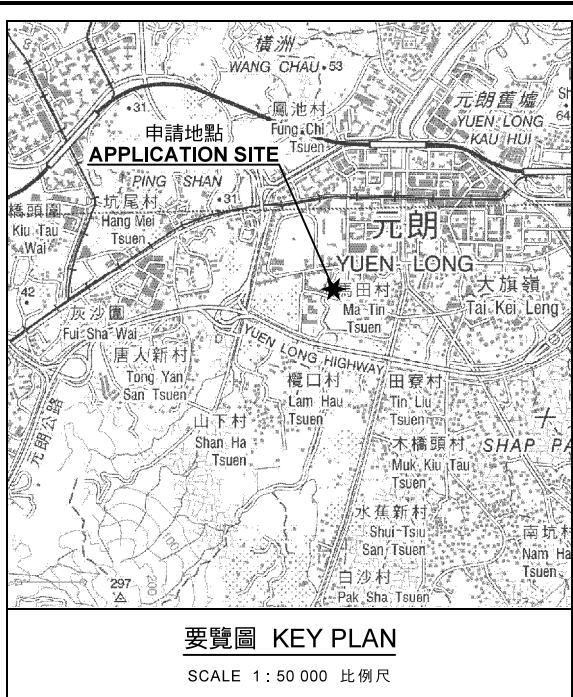 橫洲
WANG CHAU • 53
• 31
鳳池村
Fung Chi
Tsuen
元朗舊墟
YUEN LONG
KAU HUI
64
申請地點
APPLICATION SITE
PING SHAN
• 31
橋頭圍
Kiu Tau
Wai
坑尾村
Hang Mei
Tsuen
元朗
YUEN LONG
42
灰沙圍
Fui Sha Wai
田村
Ma Tin
Tsuen
大旗嶺
Tai Kei Leng
YUEN LONG HIGHWAY
唐人新村
Tong Yan
San Tsuen
欖口村
Lam Hau
Tsuen
田寮村
Tin Liu
Tsuen
元朗公路
山下村
Shan Ha
Tsuen
木橋頭村
Muk Kiu Tau
Tsuen
十
SHAP PA
水蕉新村
Shui Tsiu
San Tsuen
南坑村
Nam Ha
Tsuen
100
200
297
白沙村
Pak Sha Tsuen
要覽圖 KEY PLAN
SCALE 1 : 50 000 比例尺